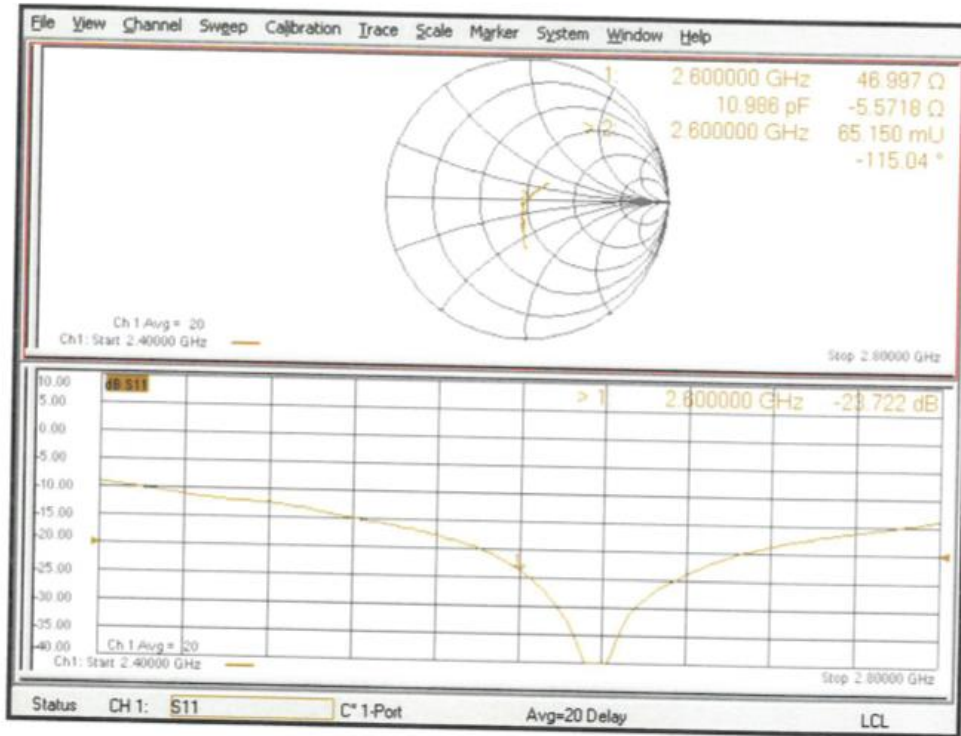 File View Channel Sweep Calibration Trace Scale Marker System Window Help
1: 2.600000 GHz 46.997 Ω
10.986 pF -5.5718 Ω
> 2: 2.600000 GHz 65.150 mU
-115.04 °
Ch 1 Avg = 20
Ch1: Start 2.40000 GHz
Stop 2.80000 GHz
10.00 dB S11
5.00
> 1 2.600000 GHz -23.722 dB
0.00
-5.00
-10.00
-15.00
-20.00
-25.00
-30.00
-35.00
-40.00
Ch 1 Avg = 20
Ch1: Start 2.40000 GHz
Stop 2.80000 GHz
Status CH 1: S11 C* 1-Port Avg=20 Delay LCL